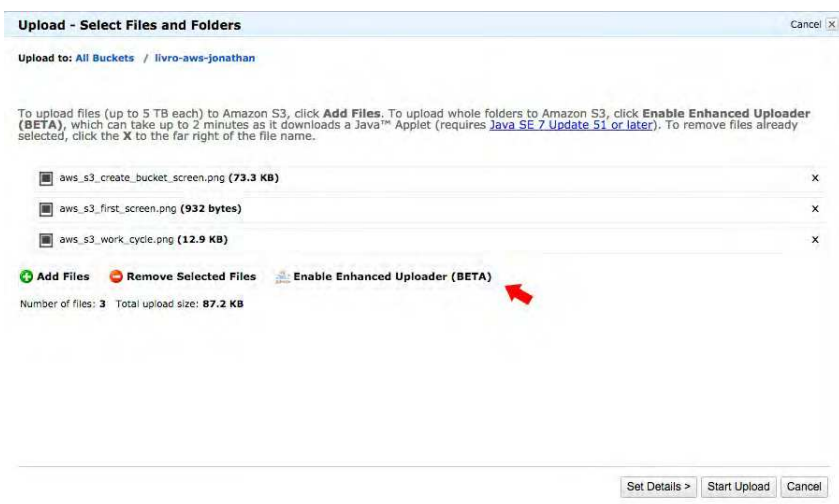 Upload - Select Files and Folders
Cancel X
Upload to: All Buckets / livro-aws-jonathan
To upload files (up to 5 TB each) to Amazon S3, click Add Files. To upload whole folders to Amazon S3, click Enable Enhanced Uploader
(BETA), which can take up to 2 minutes as it downloads a Java™ Applet (requires Java SE 7 Update 51 or later). To remove files already
selected, click the X to the far right of the file name.
aws_s3_create_bucket_screen.png (73.3 KB) x
aws_s3_first_screen.png (932 bytes) x
aws_s3_work_cycle.png (12.9 KB) x
Add Files Remove Selected Files Enable Enhanced Uploader (BETA)
Number of files: 3 Total upload size: 87.2 KB
Set Details > Start Upload Cancel